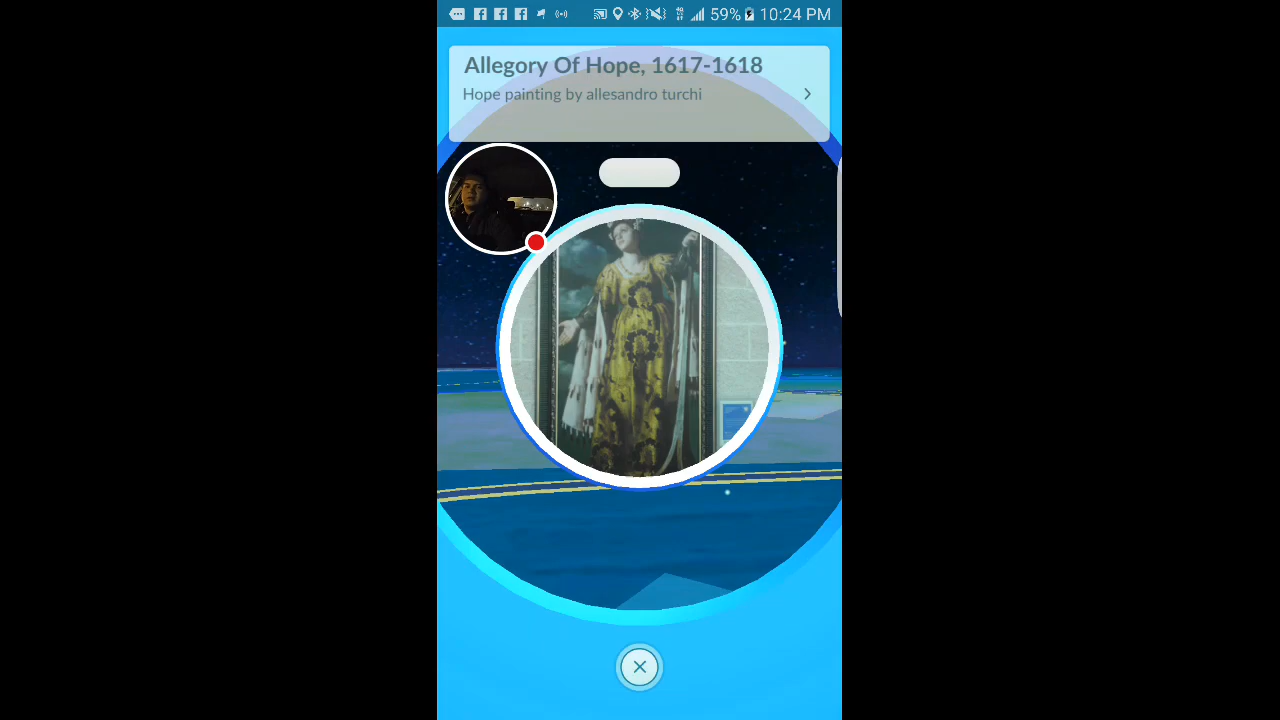 59% 10:24 PM
Allegory Of Hope, 1617-1618
Hope painting by allesandro turchi